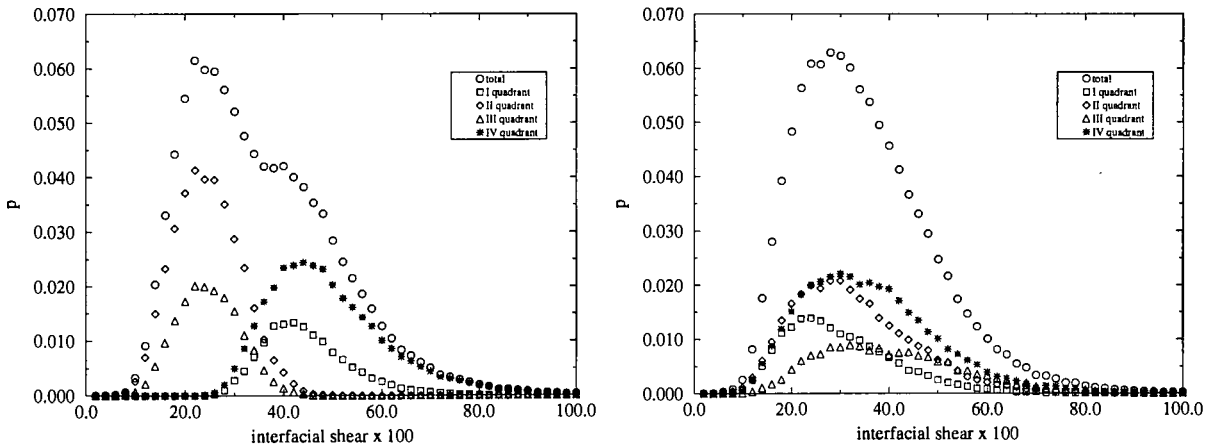 0.070
0.060
0.050
0.040
0.030
0.020
0.010
0.000
p
0.0 20.0 40.0 60.0 80.0 100.0
interfacial shear x 100
total
I quadrant
II quadrant
III quadrant
IV quadrant
0.070
0.060
0.050
0.040
0.030
0.020
0.010
0.000
p
0.0 20.0 40.0 60.0 80.0 100.0
interfacial shear x 100
total
I quadrant
II quadrant
III quadrant
IV quadrant